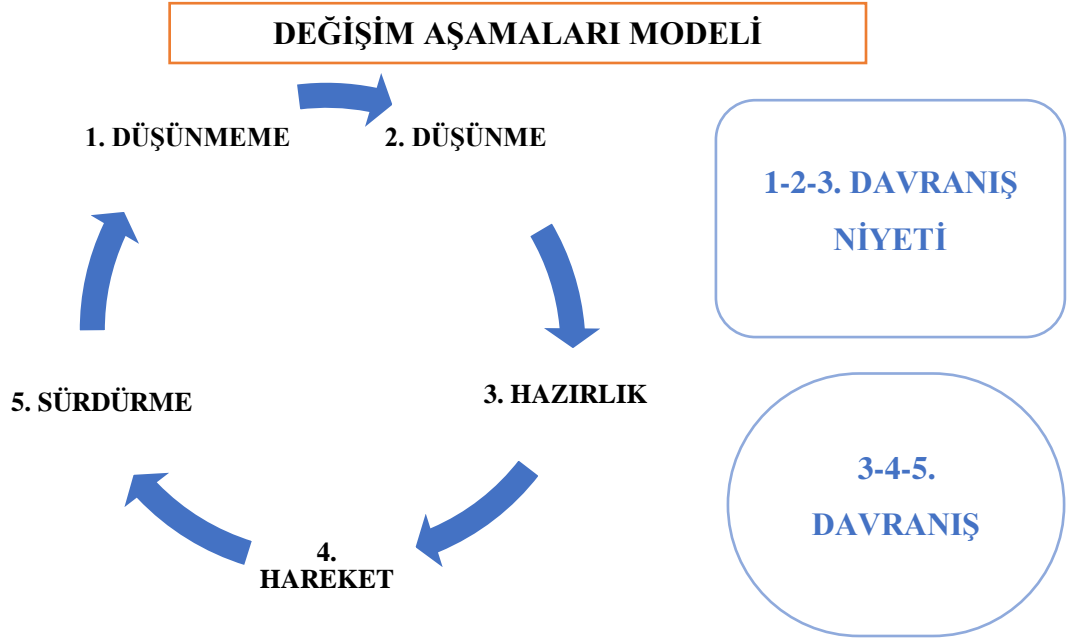 DEĞİŞİM AŞAMALARI MODELİ
1. DÜŞÜNMEME
2. DÜŞÜNME
1-2-3. DAVRANIŞ
NİYETİ
5. SÜRDÜRME
3. HAZIRLIK
3-4-5.
DAVRANIŞ
4.
HAREKET